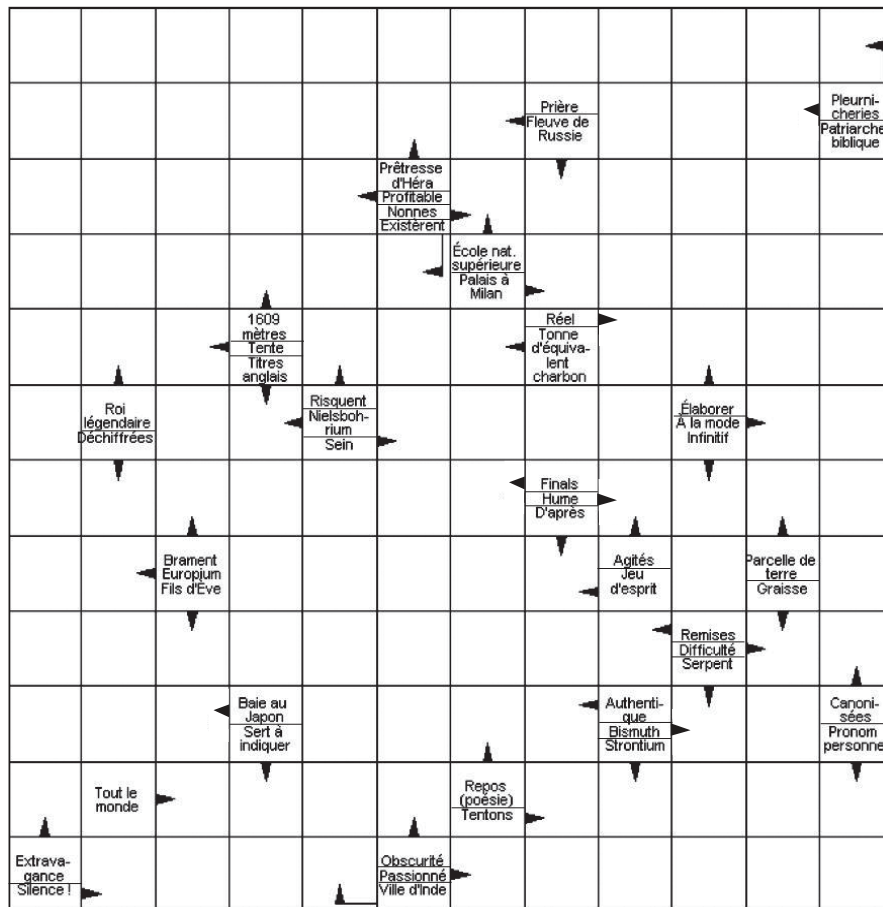 Prière
Fleuve de
Russie
Pleurni-
cheries
Patriarche
biblique
Prêtresse
d'Héra
Profitable
Nonnes
Existèrent
École nat.
supérieure
Palais à
Milan
1609
mètres
Tente
Titres
anglais
Réel
Tonne
d'équiva-
lent
charbon
Roi
légendaire
Déchiffrées
Risquent
Nielsboh-
rium
Sein
Élaborer
À la mode
Infinitif
Finals
Hume
D'après
Brament
Europium
Fils d'Ève
Agités
Jeu
d'esprit
Parcelle de
terre
Graisse
Remises
Difficulté
Serpent
Baie au
Japon
Sert à
indiquer
Authenti-
que
Bismuth
Strontium
Canoni-
sées
Pronom
personne
Tout le
monde
Repos
(poésie)
Tentons
Extrava-
gance
Silence !
Obscurité
Passionné
Ville d'Inde